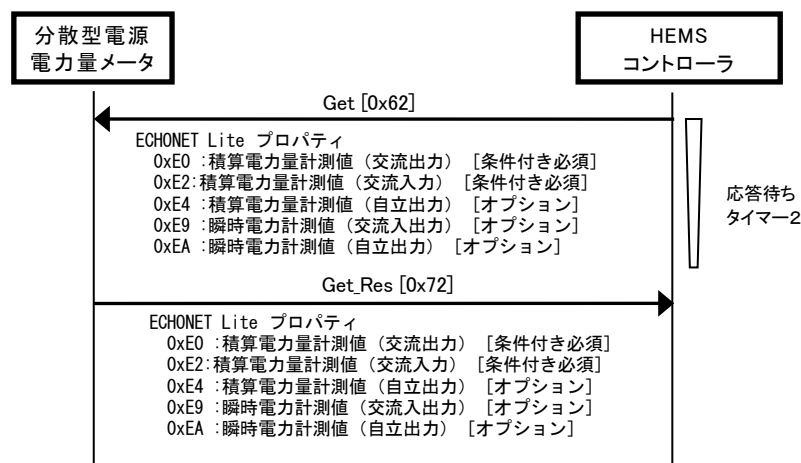 分散型電源
電力量メータ
HEMS
コントローラ
Get [0x62]
ECHONET Lite プロパティ
0xE0 :積算電力量計測値（交流出力） [条件付き必須]
0xE2:積算電力量計測値（交流入力） [条件付き必須]
0xE4 :積算電力量計測値（自立出力） [オプション]
0xE9 :瞬時電力計測値（交流入出力） [オプション]
0xEA :瞬時電力計測値（自立出力） [オプション]
応答待ち
タイマー2
Get_Res [0x72]
ECHONET Lite プロパティ
0xE0 :積算電力量計測値（交流出力） [条件付き必須]
0xE2:積算電力量計測値（交流入力） [条件付き必須]
0xE4 :積算電力量計測値（自立出力） [オプション]
0xE9 :瞬時電力計測値（交流入出力） [オプション]
0xEA :瞬時電力計測値（自立出力） [オプション]